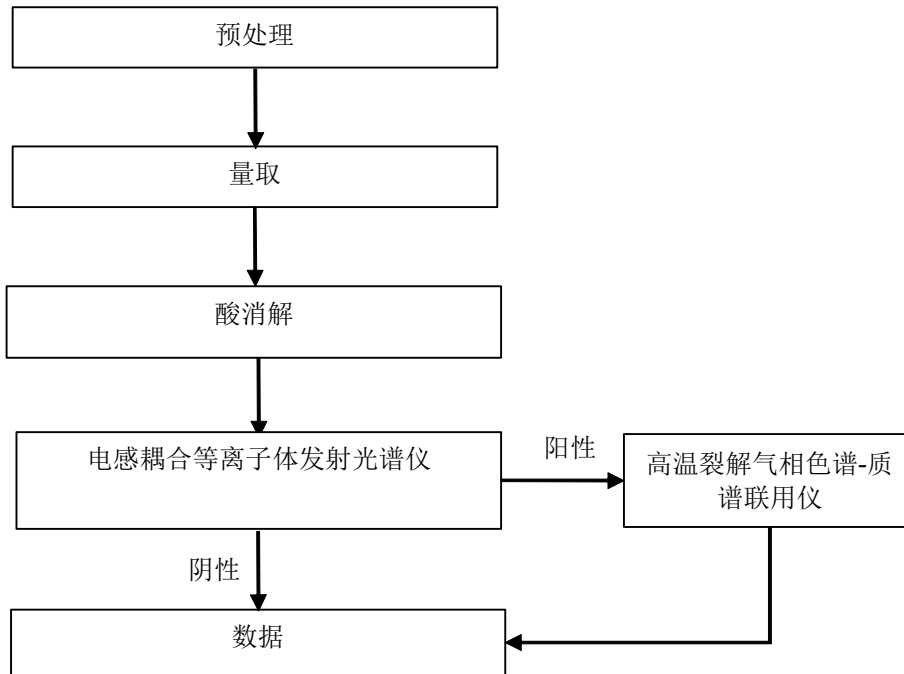 预处理
量取
酸消解
电感耦合等离子体发射光谱仪
阳性
高温裂解气相色谱-质
谱联用仪
阴性
数据